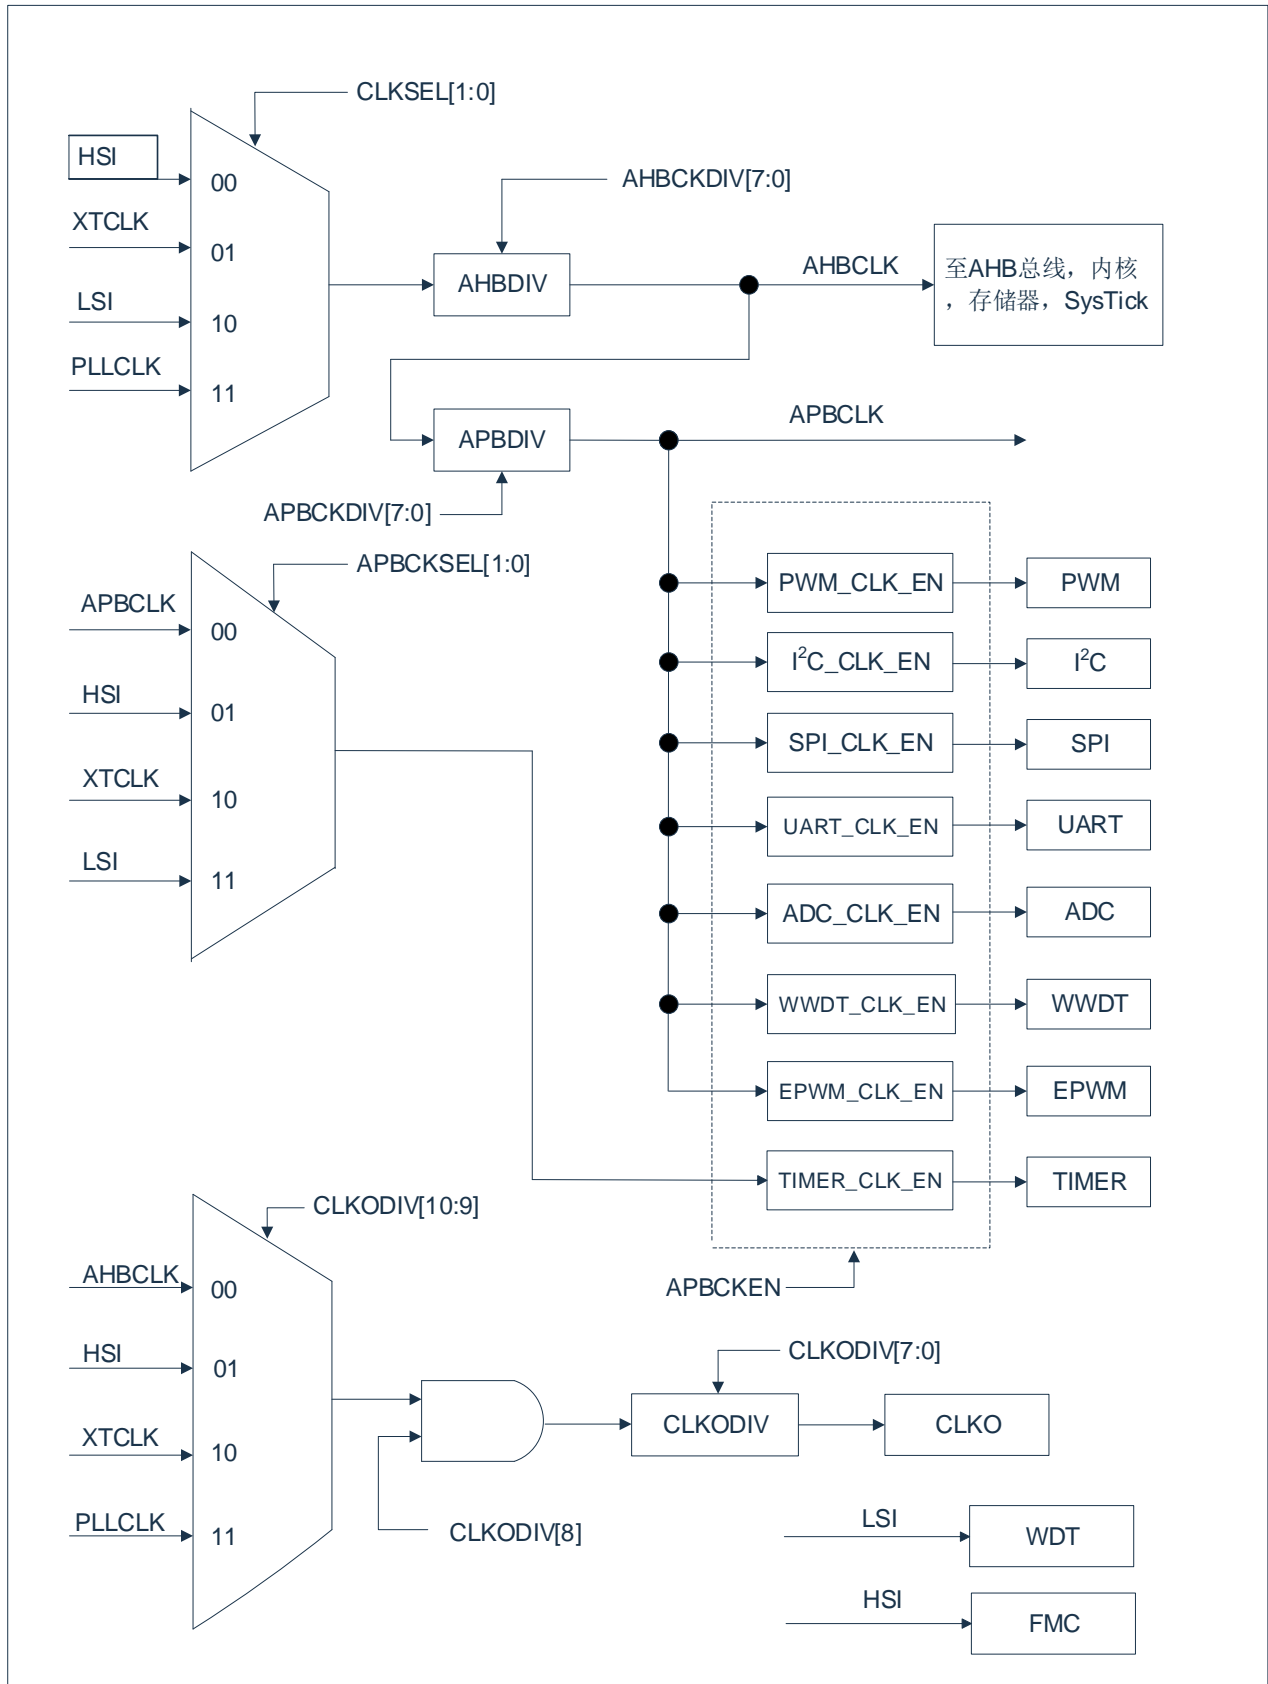 CLKSEL[1:0]
HSI
00
XTCLK
01
LSI
10
PLLCLK
11
AHBCKDIV[7:0]
AHBDIV
AHBCLK
至AHB总线，内核
，存储器，SysTick
APBDIV
APBCLK
APBCKDIV[7:0]
APBCKSEL[1:0]
APBCLK
00
HSI
01
XTCLK
10
LSI
11
PWM_CLK_EN
PWM
I²C_CLK_EN
I²C
SPI_CLK_EN
SPI
UART_CLK_EN
UART
ADC_CLK_EN
ADC
WWDT_CLK_EN
WWDT
EPWM_CLK_EN
EPWM
TIMER_CLK_EN
TIMER
APBCKEN
CLKODIV[10:9]
AHBCLK
00
HSI
01
XTCLK
10
PLLCLK
11
CLKODIV[8]
CLKODIV[7:0]
CLKODIV
CLKO
LSI
WDT
HSI
FMC